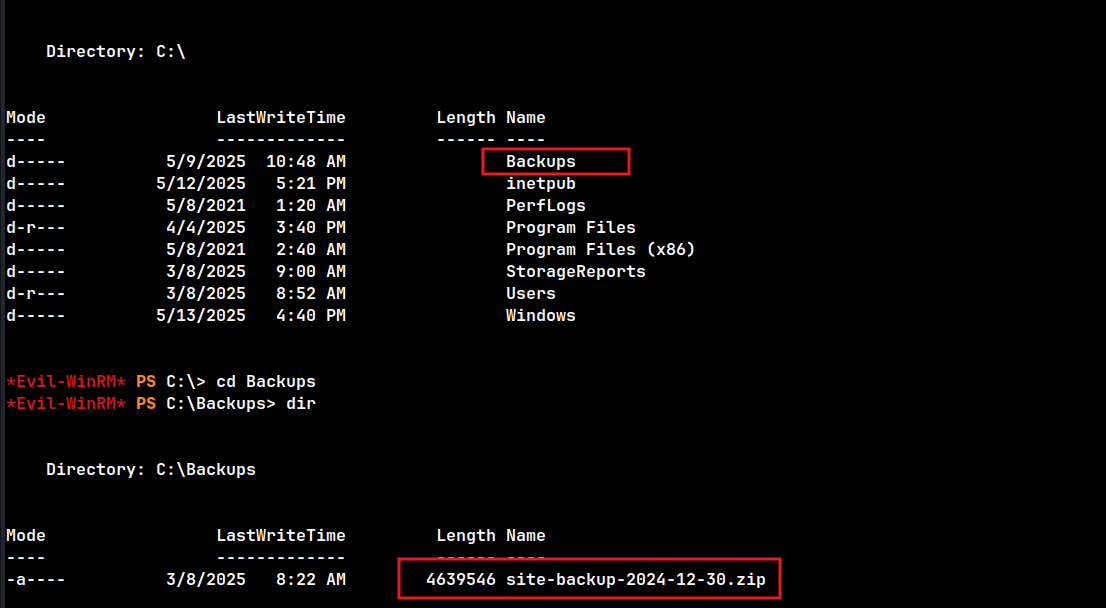 Directory: C:\
Mode LastWriteTime Length Name
---- ------------- ------ ----
d----- 5/9/2025 10:48 AM Backups
d----- 5/12/2025 5:21 PM inetpub
d----- 5/8/2021 1:20 AM PerfLogs
d-r--- 4/4/2025 3:40 PM Program Files
d----- 5/8/2021 2:40 AM Program Files (x86)
d----- 3/8/2025 9:00 AM StorageReports
d-r--- 3/8/2025 8:52 AM Users
d----- 5/13/2025 4:40 PM Windows
*Evil-WinRM* PS C:\> cd Backups
*Evil-WinRM* PS C:\Backups> dir
Directory: C:\Backups
Mode LastWriteTime Length Name
---- ------------- ------ ----
-a---- 3/8/2025 8:22 AM 4639546 site-backup-2024-12-30.zip